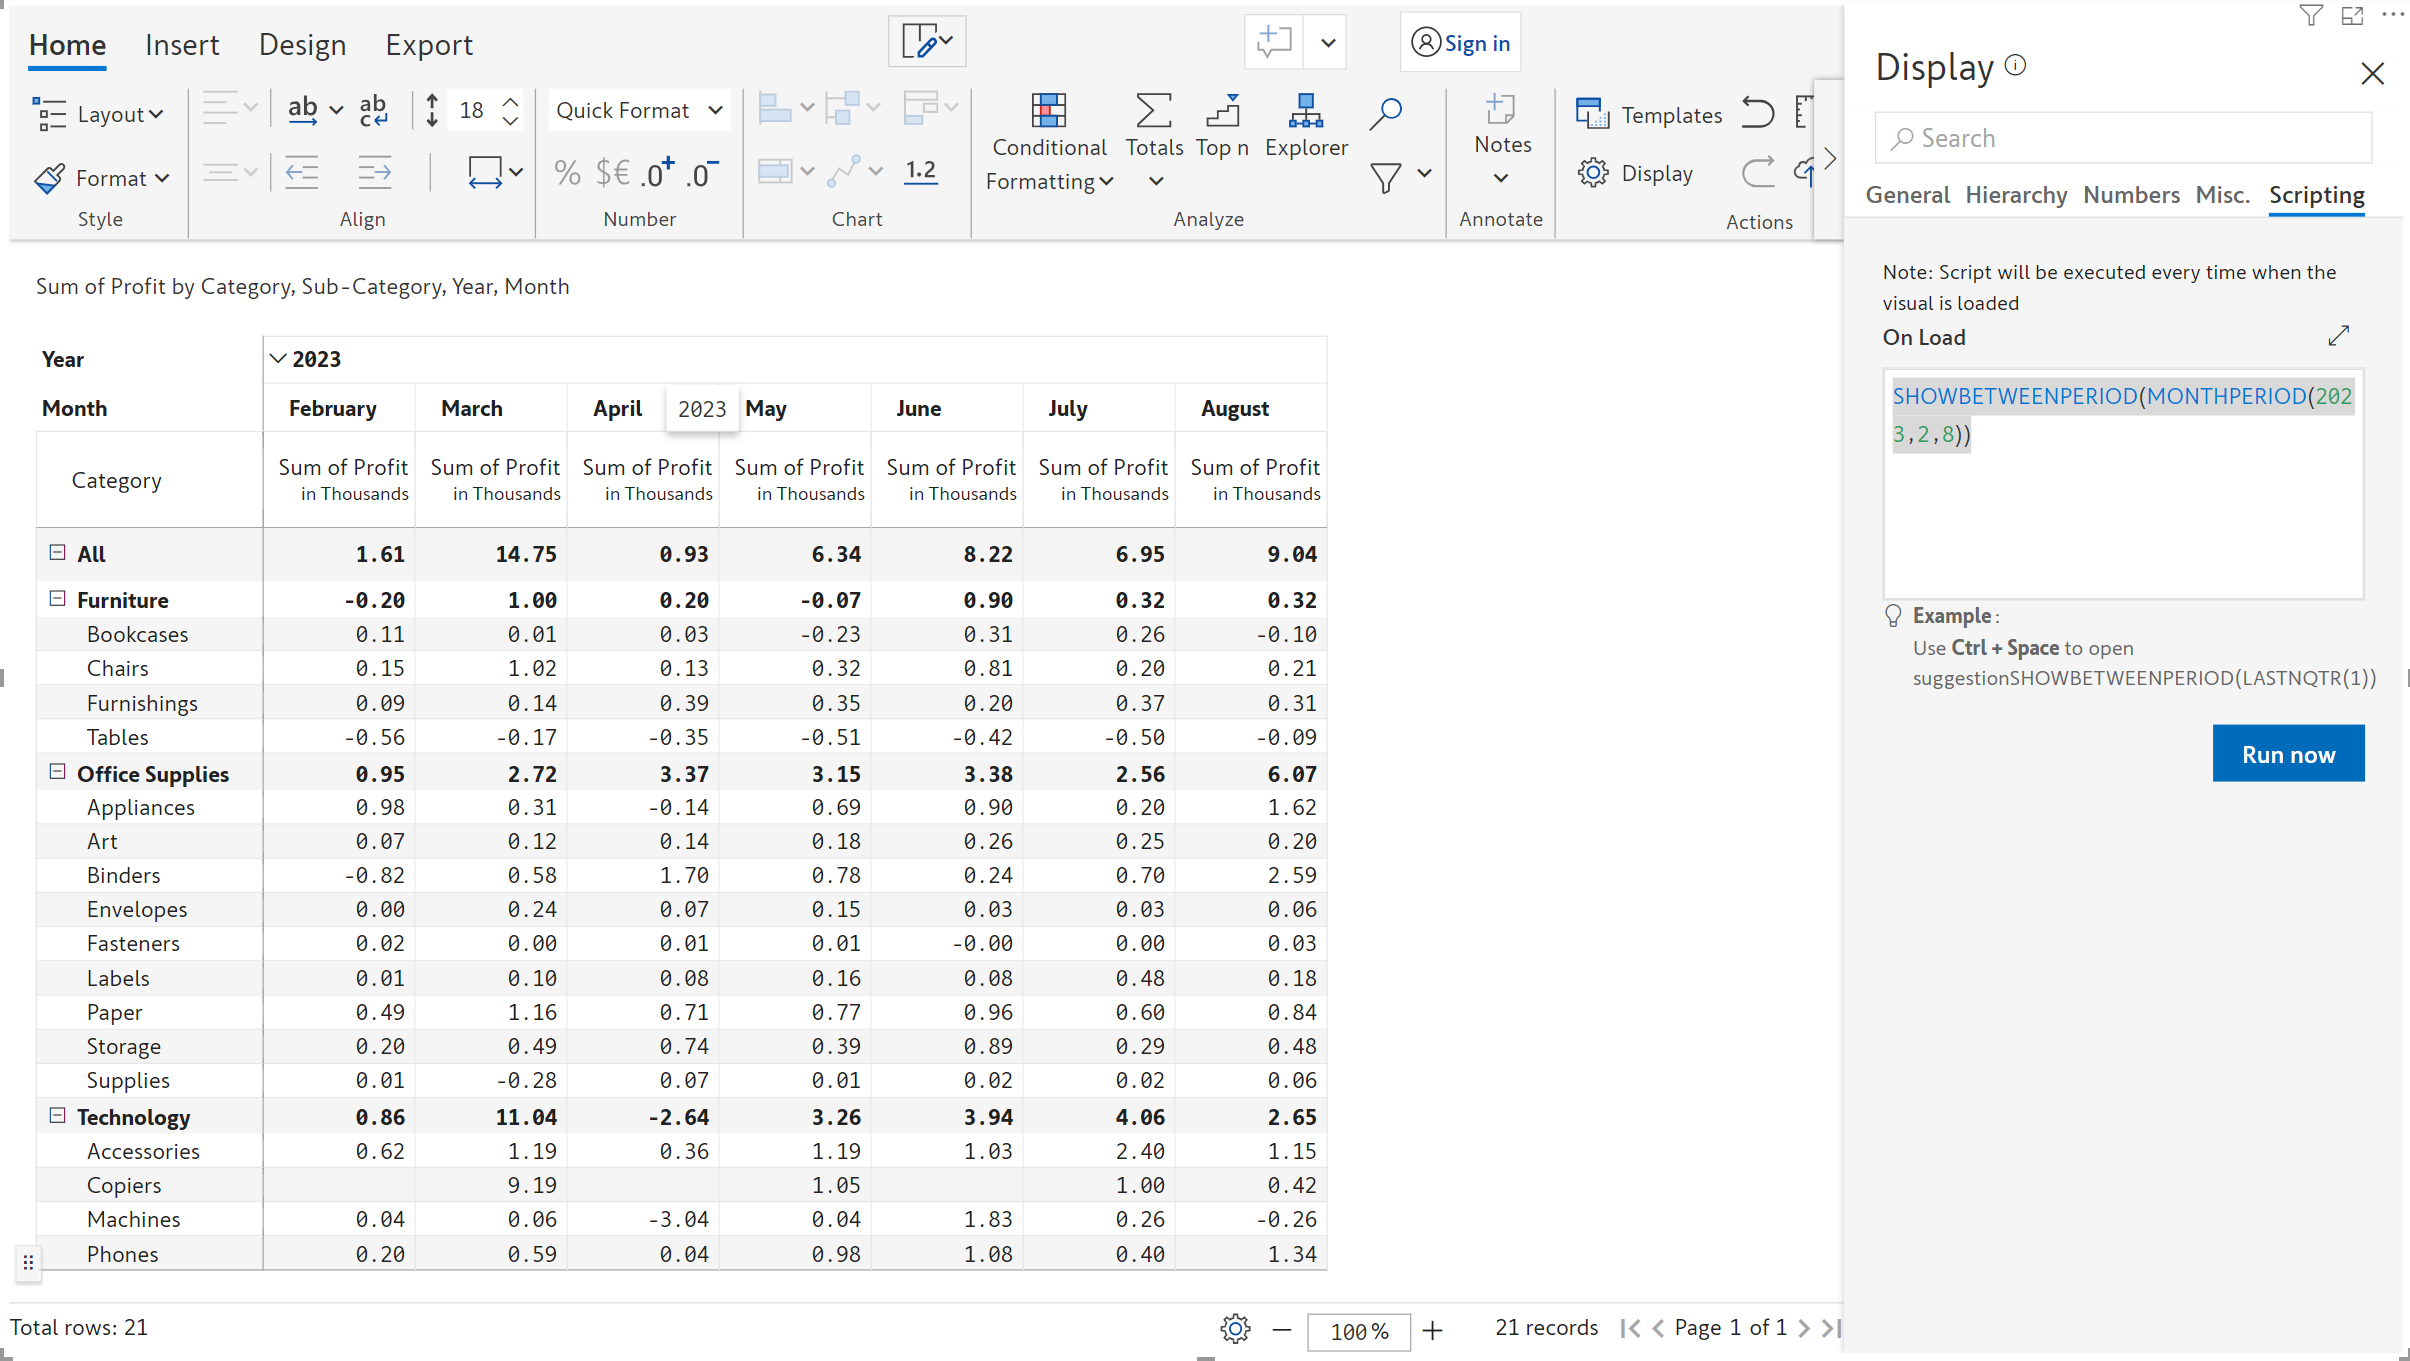 Home Insert Design Export
Sign in
Layout
ab ab c
18
Quick Format
Format
% $€ .0+ .0-
1.2
Conditional Formatting
Totals
Top n
Explorer
Notes
Templates
Display
Style Align Number Chart Analyze Annotate Actions
Sum of Profit by Category, Sub-Category, Year, Month
Year 2023
Month February March April 2023 May June July August
Category Sum of Profit in Thousands Sum of Profit in Thousands Sum of Profit in Thousands Sum of Profit in Thousands Sum of Profit in Thousands Sum of Profit in Thousands Sum of Profit in Thousands
All 1.61 14.75 0.93 6.34 8.22 6.95 9.04
Furniture -0.20 1.00 0.20 -0.07 0.90 0.32 0.32
Bookcases 0.11 0.01 0.03 -0.23 0.31 0.26 -0.10
Chairs 0.15 1.02 0.13 0.32 0.81 0.20 0.21
Furnishings 0.09 0.14 0.39 0.35 0.20 0.37 0.31
Tables -0.56 -0.17 -0.35 -0.51 -0.42 -0.50 -0.09
Office Supplies 0.95 2.72 3.37 3.15 3.38 2.56 6.07
Appliances 0.98 0.31 -0.14 0.69 0.90 0.20 1.62
Art 0.07 0.12 0.14 0.18 0.26 0.25 0.20
Binders -0.82 0.58 1.70 0.78 0.24 0.70 2.59
Envelopes 0.00 0.24 0.07 0.15 0.03 0.03 0.06
Fasteners 0.02 0.00 0.01 0.01 -0.00 0.00 0.03
Labels 0.01 0.10 0.08 0.16 0.08 0.48 0.18
Paper 0.49 1.16 0.71 0.77 0.96 0.60 0.84
Storage 0.20 0.49 0.74 0.39 0.89 0.29 0.48
Supplies 0.01 -0.28 0.07 0.01 0.02 0.02 0.06
Technology 0.86 11.04 -2.64 3.26 3.94 4.06 2.65
Accessories 0.62 1.19 0.36 1.19 1.03 2.40 1.15
Copiers 9.19 1.05 1.00 0.42
Machines 0.04 0.06 -3.04 0.04 1.83 0.26 -0.26
Phones 0.20 0.59 0.04 0.98 1.08 0.40 1.34
Total rows: 21
100 %
21 records
Page 1 of 1
Display
Search
General Hierarchy Numbers Misc. Scripting
Note: Script will be executed every time when the
visual is loaded
On Load
SHOWBETWEENPERIOD(MONTHPERIOD(202
3,2,8))
Example :
Use Ctrl + Space to open
suggestionSHOWBETWEENPERIOD(LASTNQTR(1))
Run now